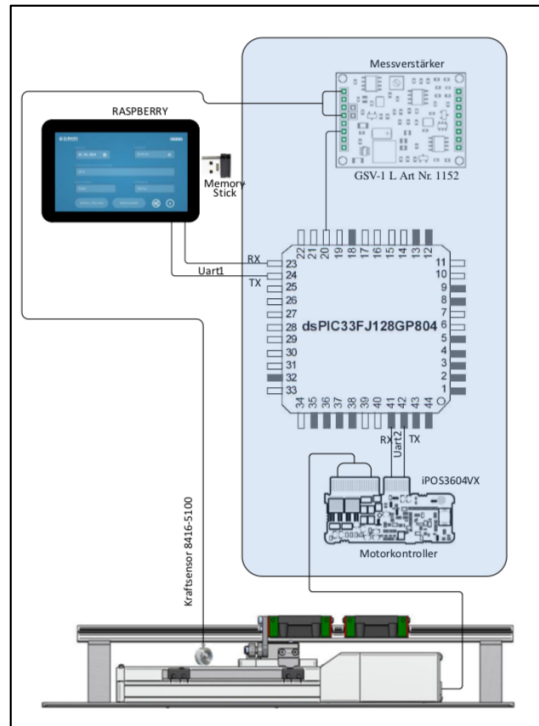 Messverstärker
RASPBERRY
Memory
Stick
GSV-1 L Art Nr. 1152
RX
Uart1
TX
22 21 20 19 18 17 16 15 14 13 12
23 11
24 10
25 9
26 8
27 7
28 6
29 5
30 4
31 3
32 2
33 1
dsPIC33FJ128GP804
34 35 36 37 38 39 40 41 42 43 44
RX
Uart2
TX
iPOS3604VX
Motorkontroller
Kraftsensor 8416-5100